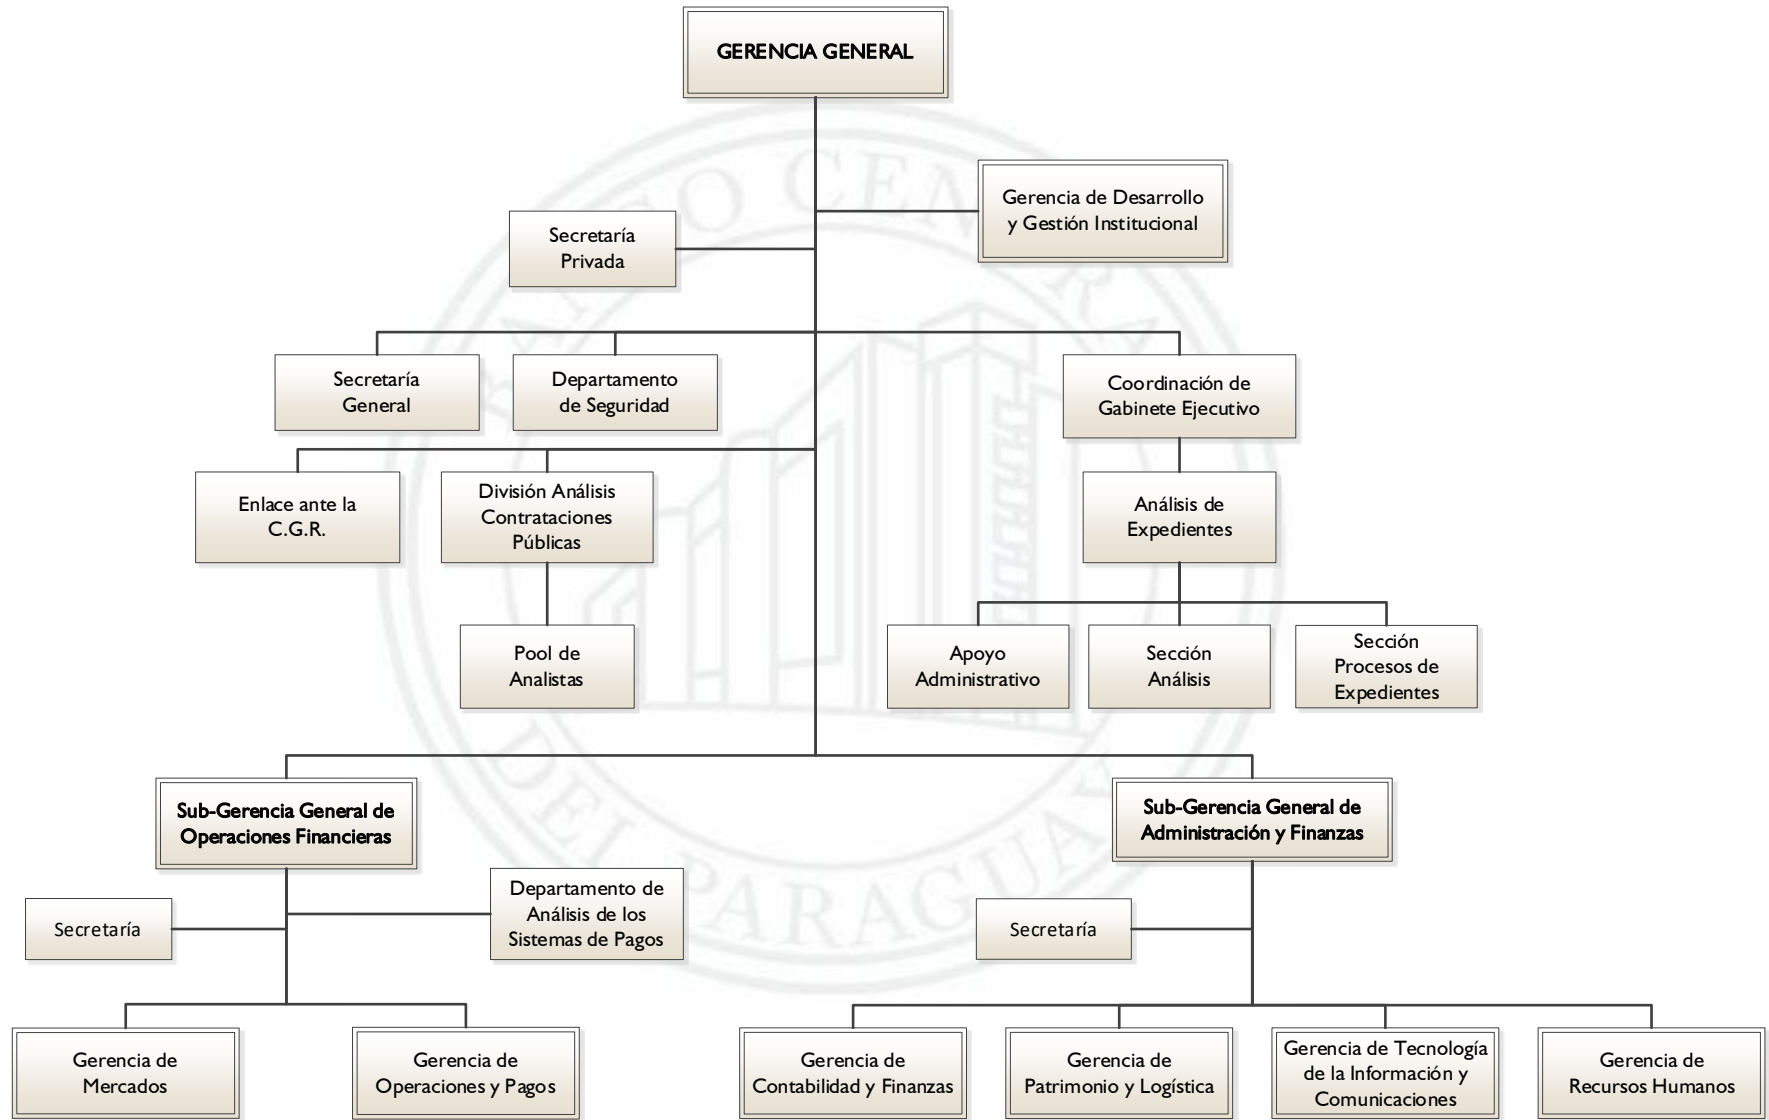 GERENCIA GENERAL
Gerencia de Desarrollo
y Gestión Institucional
Secretaría
Privada
Secretaría
General
Departamento
de Seguridad
Coordinación de
Gabinete Ejecutivo
Enlace ante la
C.G.R.
División Análisis
Contrataciones
Públicas
Análisis de
Expedientes
Pool de
Analistas
Apoyo
Administrativo
Sección
Análisis
Sección
Procesos de
Expedientes
Sub-Gerencia General de
Operaciones Financieras
Sub-Gerencia General de
Administración y Finanzas
Secretaría
Departamento de
Análisis de los
Sistemas de Pagos
Secretaría
Gerencia de
Mercados
Gerencia de
Operaciones y Pagos
Gerencia de
Contabilidad y Finanzas
Gerencia de
Patrimonio y Logística
Gerencia de Tecnología
de la Información y
Comunicaciones
Gerencia de
Recursos Humanos
BANCO CENTRAL
DEL PARAGUAY